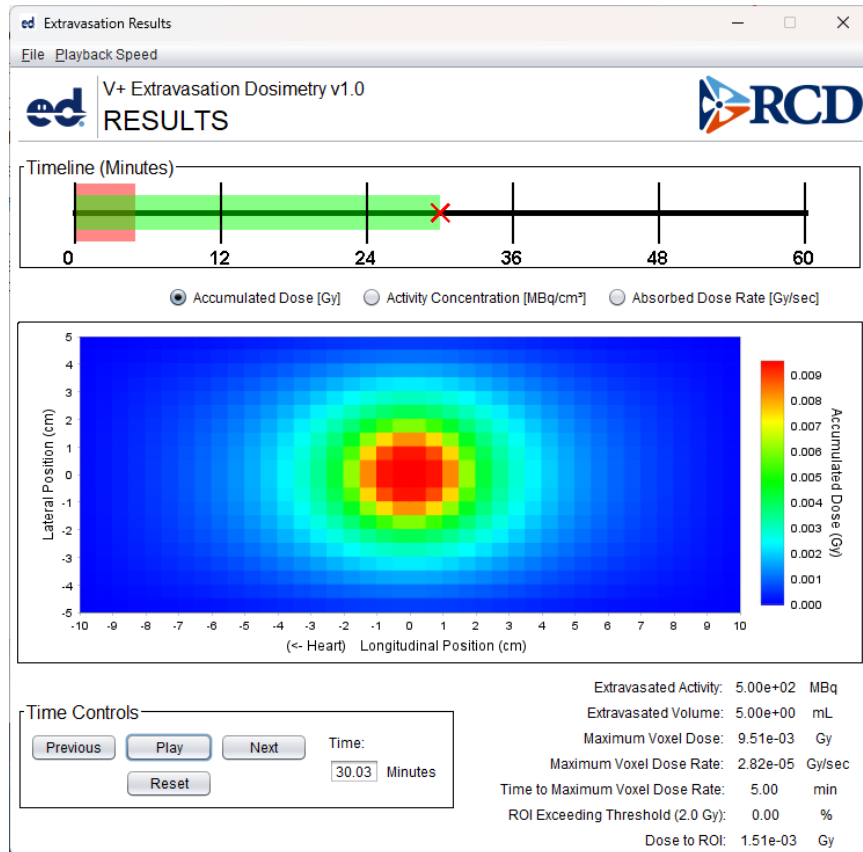 ed Extravasation Results
File Playback Speed
ed V+ Extravasation Dosimetry v1.0
RESULTS
RCD
Timeline (Minutes)
0 12 24 36 48 60
Accumulated Dose [Gy] Activity Concentration [MBq/cm³] Absorbed Dose Rate [Gy/sec]
5
4
3
2
1
0
-1
-2
-3
-4
-5
Lateral Position (cm)
-10 -9 -8 -7 -6 -5 -4 -3 -2 -1 0 1 2 3 4 5 6 7 8 9 10
(<- Heart) Longitudinal Position (cm)
0.009
0.008
0.007
0.006
0.005
0.004
0.003
0.002
0.001
0.000
Accumulated Dose (Gy)
Time Controls
Previous Play Next
Reset
Time:
30.03 Minutes
Extravasated Activity: 5.00e+02 MBq
Extravasated Volume: 5.00e+00 mL
Maximum Voxel Dose: 9.51e-03 Gy
Maximum Voxel Dose Rate: 2.82e-05 Gy/sec
Time to Maximum Voxel Dose Rate: 5.00 min
ROI Exceeding Threshold (2.0 Gy): 0.00 %
Dose to ROI: 1.51e-03 Gy